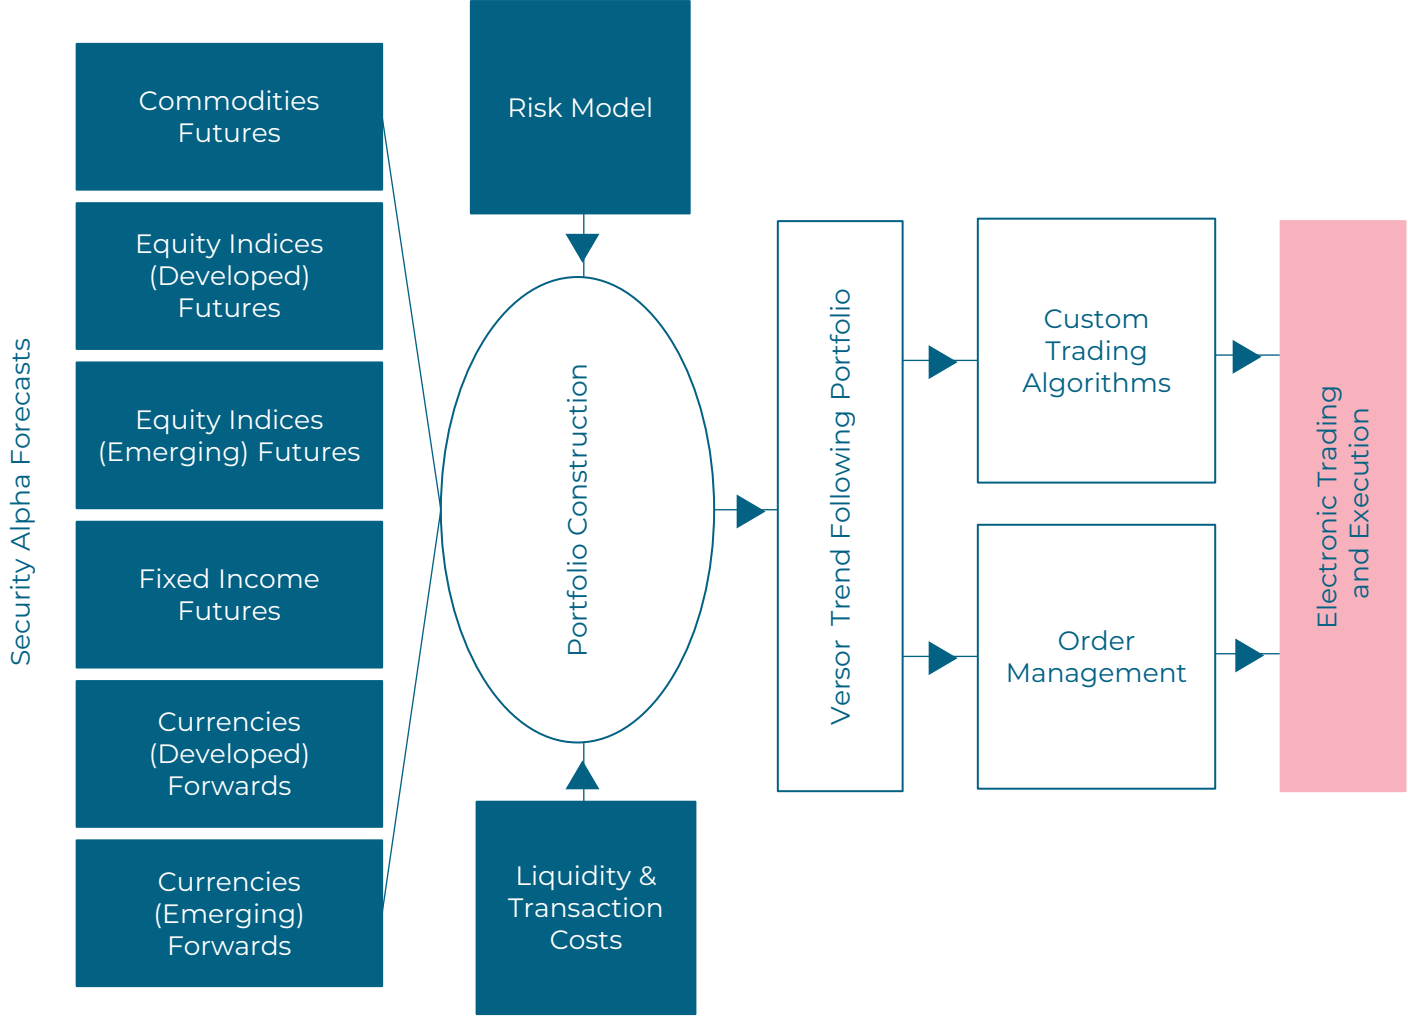 Security Alpha Forecasts
Commodities
Futures
Equity Indices
(Developed)
Futures
Equity Indices
(Emerging) Futures
Fixed Income
Futures
Currencies
(Developed)
Forwards
Currencies
(Emerging)
Forwards
Risk Model
Portfolio Construction
Liquidity &
Transaction
Costs
Versor Trend Following Portfolio
Custom
Trading
Algorithms
Order
Management
Electronic Trading
and Execution